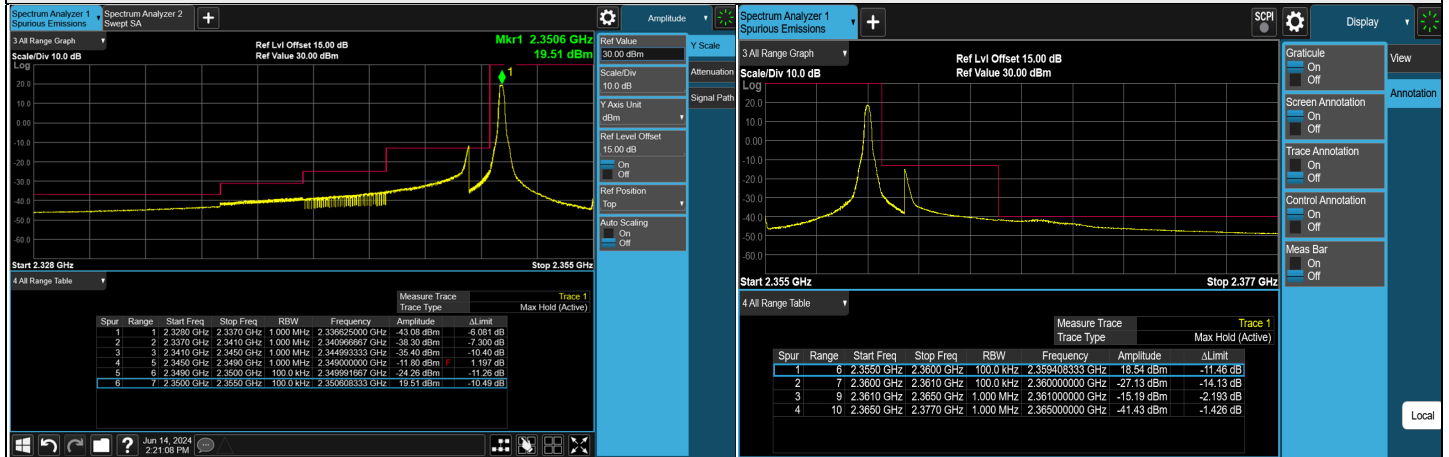 Spectrum Analyzer 1
Spurious Emissions
Spectrum Analyzer 2
Swept SA
+
Amplitude
3 All Range Graph
Scale/Div 10.0 dB
Ref Lvl Offset 15.00 dB
Ref Value 30.00 dBm
Mkr1 2.3506 GHz
19.51 dBm
Log
20.0
10.0
0.00
-10.0
-20.0
-30.0
-40.0
-50.0
-60.0
1
Start 2.328 GHz
Stop 2.355 GHz
Ref Value
30.00 dBm
Scale/Div
10.0 dB
Y Axis Unit
dBm
Ref Level Offset
15.00 dB
On
Off
Ref Position
Top
Auto Scaling
On
Off
Y Scale
Attenuation
Signal Path
4 All Range Table
Measure Trace Trace 1
Trace Type Max Hold (Active)
Spur Range Start Freq Stop Freq RBW Frequency Amplitude ΔLimit
1 1 2.3280 GHz 2.3370 GHz 1.000 MHz 2.336625000 GHz -43.08 dBm -6.081 dB
2 2 2.3370 GHz 2.3410 GHz 1.000 MHz 2.340966667 GHz -38.30 dBm -7.300 dB
3 3 2.3410 GHz 2.3450 GHz 1.000 MHz 2.344993333 GHz -35.40 dBm -10.40 dB
4 5 2.3450 GHz 2.3490 GHz 1.000 MHz 2.349000000 GHz -11.80 dBm F 1.197 dB
5 6 2.3490 GHz 2.3500 GHz 100.0 kHz 2.349991667 GHz -24.26 dBm -11.26 dB
6 7 2.3500 GHz 2.3550 GHz 100.0 kHz 2.350608333 GHz 19.51 dBm -10.49 dB
?
Jun 14, 2024
2:21:08 PM
Spectrum Analyzer 1
Spurious Emissions
+
SCPI
Display
3 All Range Graph
Scale/Div 10.0 dB
Ref Lvl Offset 15.00 dB
Ref Value 30.00 dBm
Log
20.0
10.0
0.00
-10.0
-20.0
-30.0
-40.0
-50.0
-60.0
Start 2.355 GHz
Stop 2.377 GHz
Graticule
On
Off
Screen Annotation
On
Off
Trace Annotation
On
Off
Control Annotation
On
Off
Meas Bar
On
Off
View
Annotation
4 All Range Table
Measure Trace Trace 1
Trace Type Max Hold (Active)
Spur Range Start Freq Stop Freq RBW Frequency Amplitude ΔLimit
1 6 2.3550 GHz 2.3600 GHz 100.0 kHz 2.359408333 GHz 18.54 dBm -11.46 dB
2 7 2.3600 GHz 2.3610 GHz 100.0 kHz 2.360000000 GHz -27.13 dBm -14.13 dB
3 9 2.3610 GHz 2.3650 GHz 1.000 MHz 2.361000000 GHz -15.19 dBm -2.193 dB
4 10 2.3650 GHz 2.3770 GHz 1.000 MHz 2.365000000 GHz -41.43 dBm -1.426 dB
Local